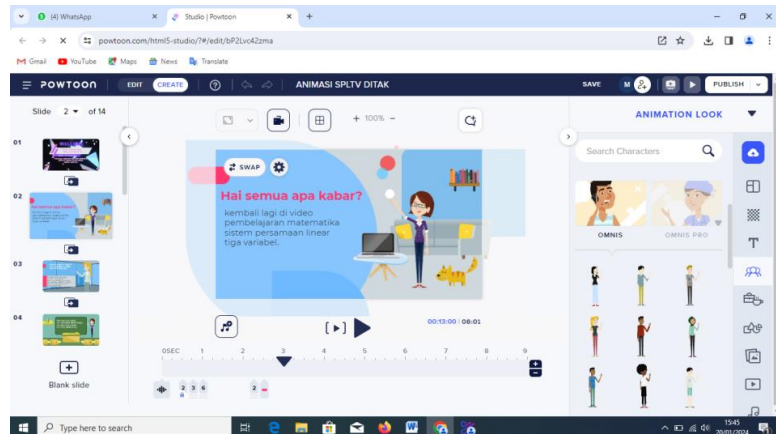 (4) WhatsApp
Studio | Powtoon
powtoon.com/html5-studio/?#/edit/bP2Lvc42zma
Gmail YouTube Maps News Translate
POWTOON EDIT CREATE ANIMASI SPLTV DITAK SAVE M PUBLISH
Slide 2 of 14
+ 100% −
ANIMATION LOOK
Search Characters
01
02
03
04
SWAP
Hai semua apa kabar?
kembali lagi di video
pembelajaran matematika
sistem persamaan linear
tiga variabel.
OMNIS OMNIS PRO
00:13:00 08:01
0SEC 1 2 3 4 5 6 7 8 9
Blank slide
2 3 6 2
Type here to search
15:45
20/01/2024